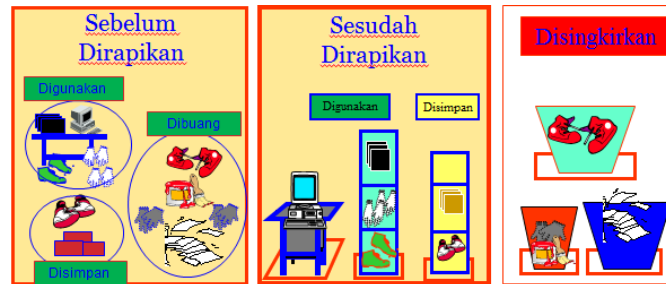 Sebelum
Dirapikan
Digunakan
Dibuang
Disimpan
Sesudah
Dirapikan
Digunakan
Disimpan
Disingkirkan